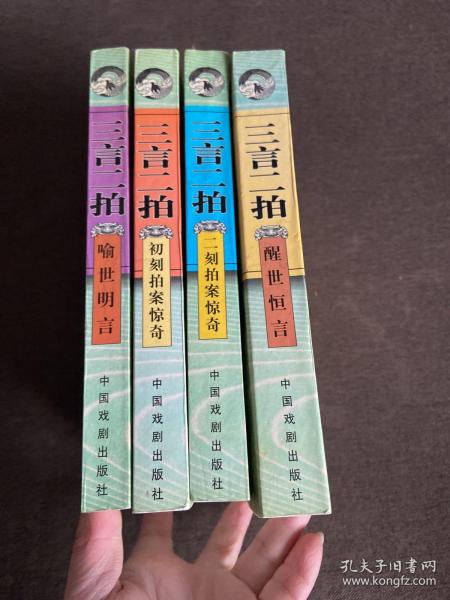 三言二拍
喻世明言
中国戏剧出版社
三言二拍
初刻拍案惊奇
中国戏剧出版社
三言二拍
二刻拍案惊奇
中国戏剧出版社
三言二拍
醒世恒言
中国戏剧出版社
孔夫子旧书网
www.kongfz.com